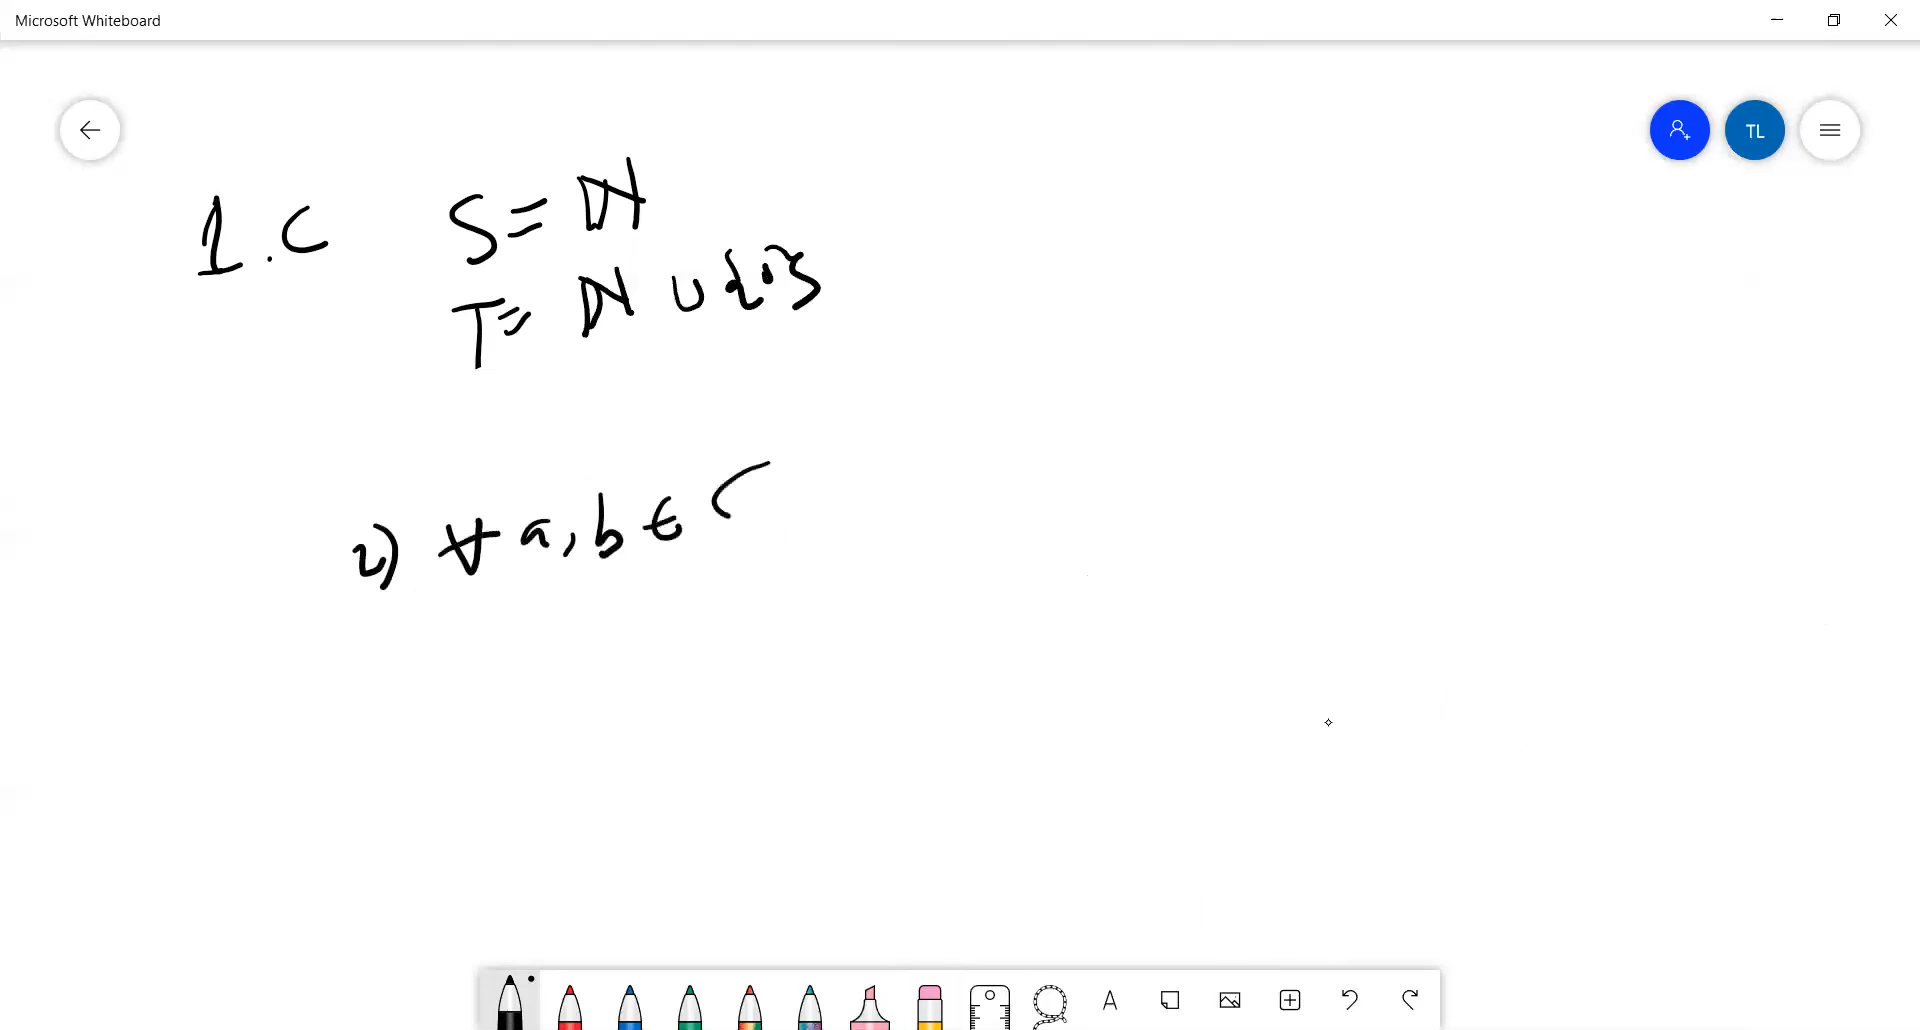 Microsoft Whiteboard
TL
1.c S = ℕ
T = ℕ ∪ {0}
2) ∀ a, b ∈